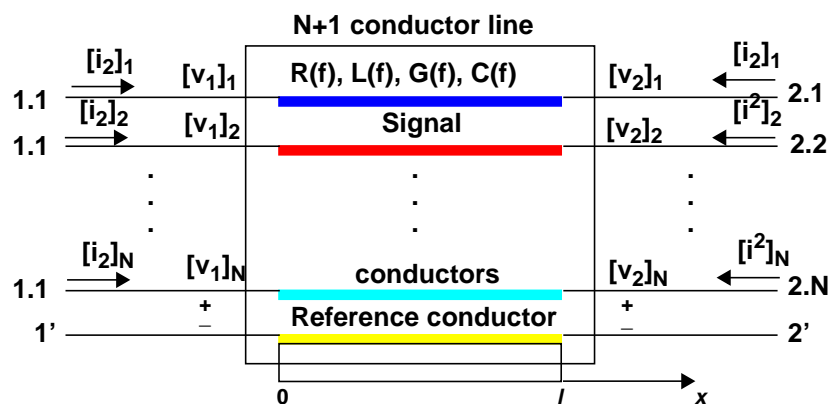 N+1 conductor line
[i₂]₁ [v₁]₁ R(f), L(f), G(f), C(f) [v₂]₁ [i₂]₁
1.1 2.1
[i₂]₂ [v₁]₂ Signal [v₂]₂ [i²]₂
1.1 2.2
[i₂]N [v₁]N conductors [v₂]N [i²]N
1.1 + + 2.N
1’ – Reference conductor – 2’
0 l x